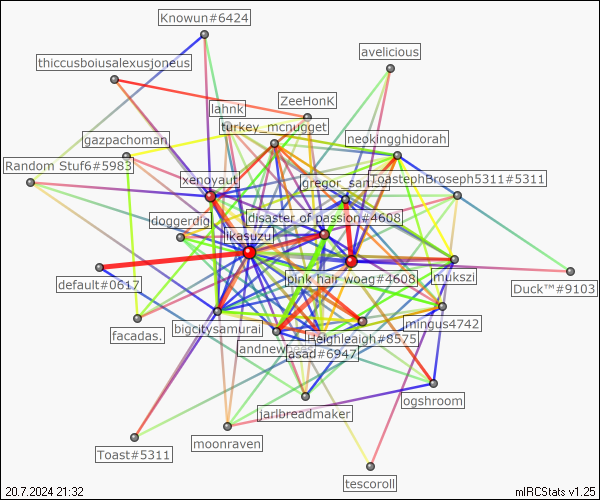 Knowun#6424
avelicious
thiccusboiusalexusjoneus
ZeeHonK
lahnk
turkey_mcnugget
neokingghidorah
gazpachoman
Random Stuf6#5983
xenoyaut
gregor_san
ToastephBroseph5311#5311
doggerdig
disaster of passion#4608
ikasuzu
default#0617
pink hair woag#4608
mukszi
Duck™#9103
facadas.
bigcitysamurai
mingus4742
andnew
Heighleaigh#8575
asad#6947
ogshroom
jarlbreadmaker
moonraven
Toast#5311
tescoroll
20.7.2024 21:32
mIRCStats v1.25